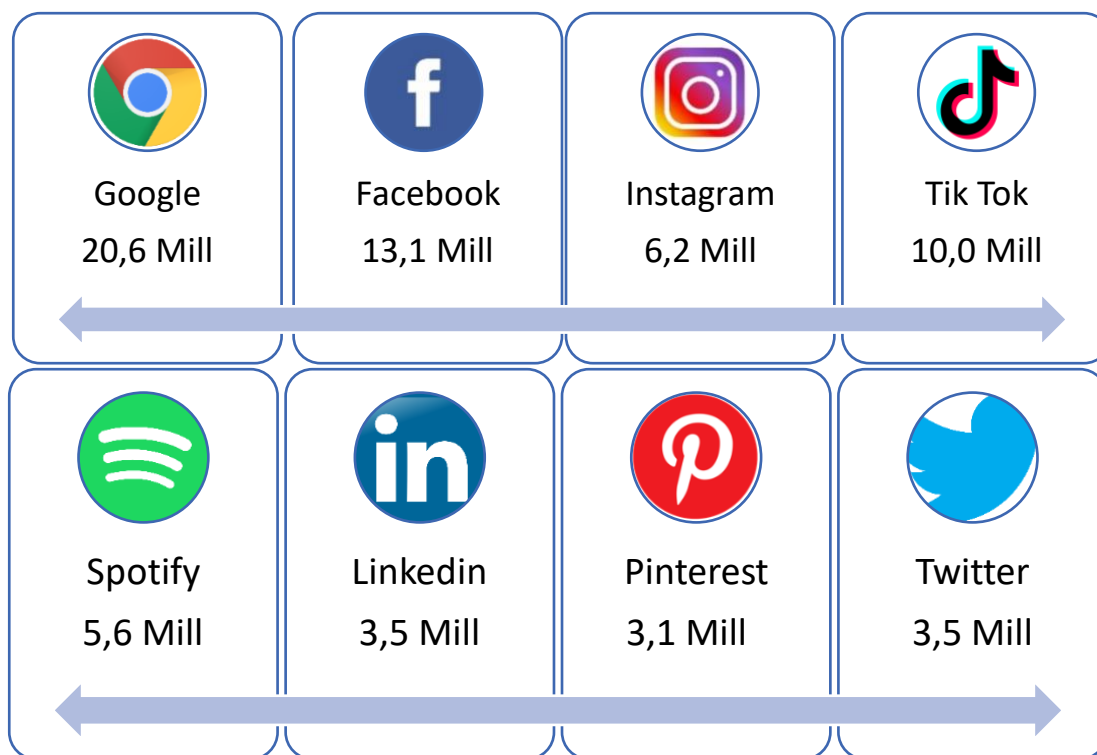 Google
20,6 Mill
Facebook
13,1 Mill
Instagram
6,2 Mill
Tik Tok
10,0 Mill
Spotify
5,6 Mill
Linkedin
3,5 Mill
Pinterest
3,1 Mill
Twitter
3,5 Mill